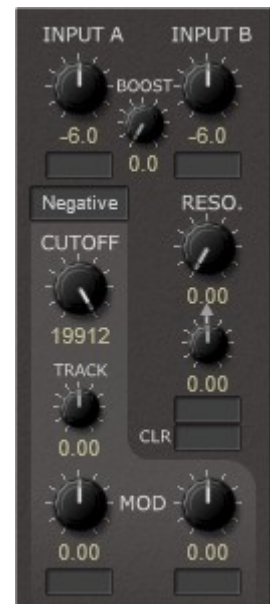 INPUT A INPUT B
BOOST
-6.0 -6.0
0.0
Negative RESO.
CUTOFF
0.00
19912
TRACK
0.00
0.00
CLR
MOD
0.00 0.00